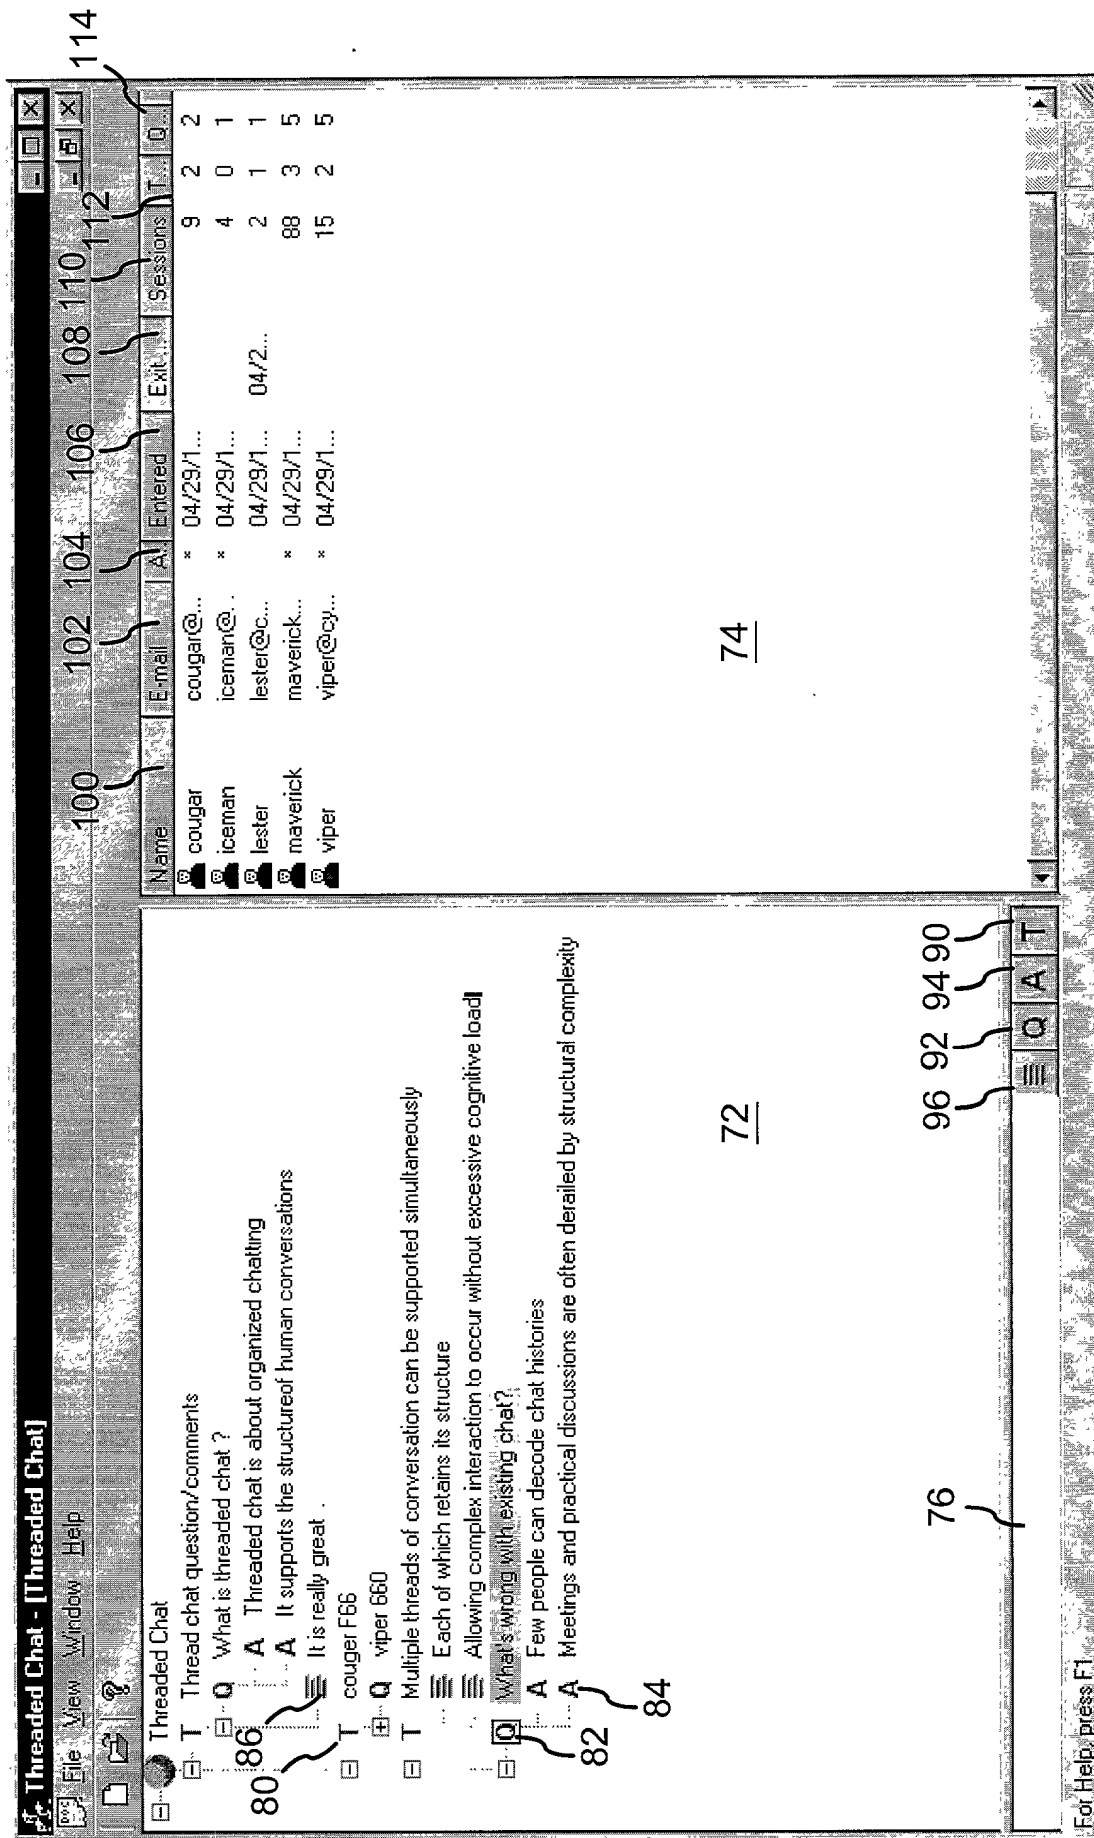 Threaded Chat - [Threaded Chat]
File View Window Help
Threaded Chat
T Thread chat question/comments
Q What is threaded chat ?
A Threaded chat is about organized chatting
A It supports the structureof human conversations
It is really great .
T couger F66
Q viper 660
T Multiple threads of conversation can be supported simultaneously
Each of which retains its structure
Allowing complex interaction to occur without excessive cognitive load
Q What's wrong with existing chat?
A Few people can decode chat histories
A Meetings and practical discussions are often derailed by structural complexity
86
80
82
84
72
76
96 92 94 90
Q A T
For Help, press F1
100 102 104 106 108 110 112 114
Name E-mail A.. Entered Exit ... Sessions T... Q...
cougar cougar@... * 04/29/1... 9 2 2
iceman iceman@.. * 04/29/1... 4 0 1
lester lester@c... 04/29/1... 04/2... 2 1 1
maverick maverick... * 04/29/1... 88 3 5
viper viper@cy... * 04/29/1... 15 2 5
74